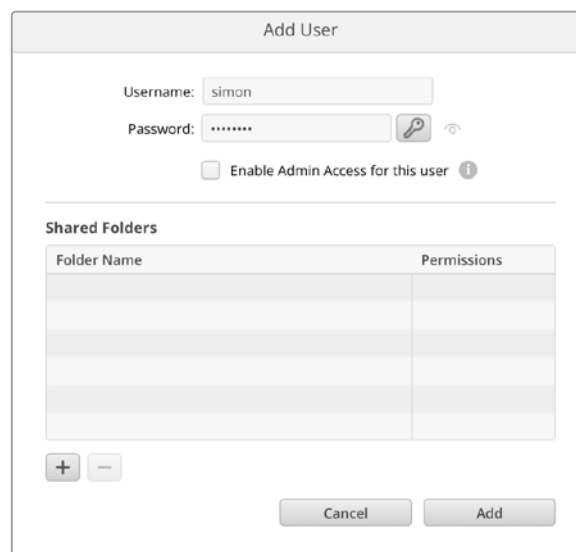 Add User
Username: simon
Password: ••••••••
Enable Admin Access for this user i
Shared Folders
Folder Name Permissions
+ −
Cancel Add